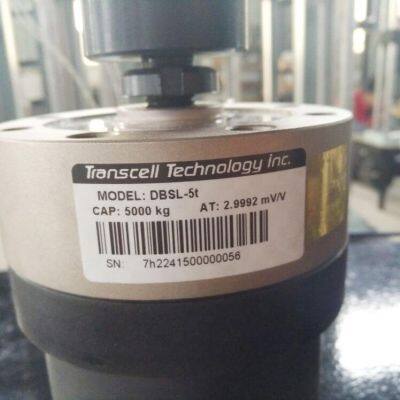 Transcell Technology Inc.
MODEL: DBSL-5t
CAP: 5000 kg AT: 2.9992 mV/V
SN: 7h2241500000056